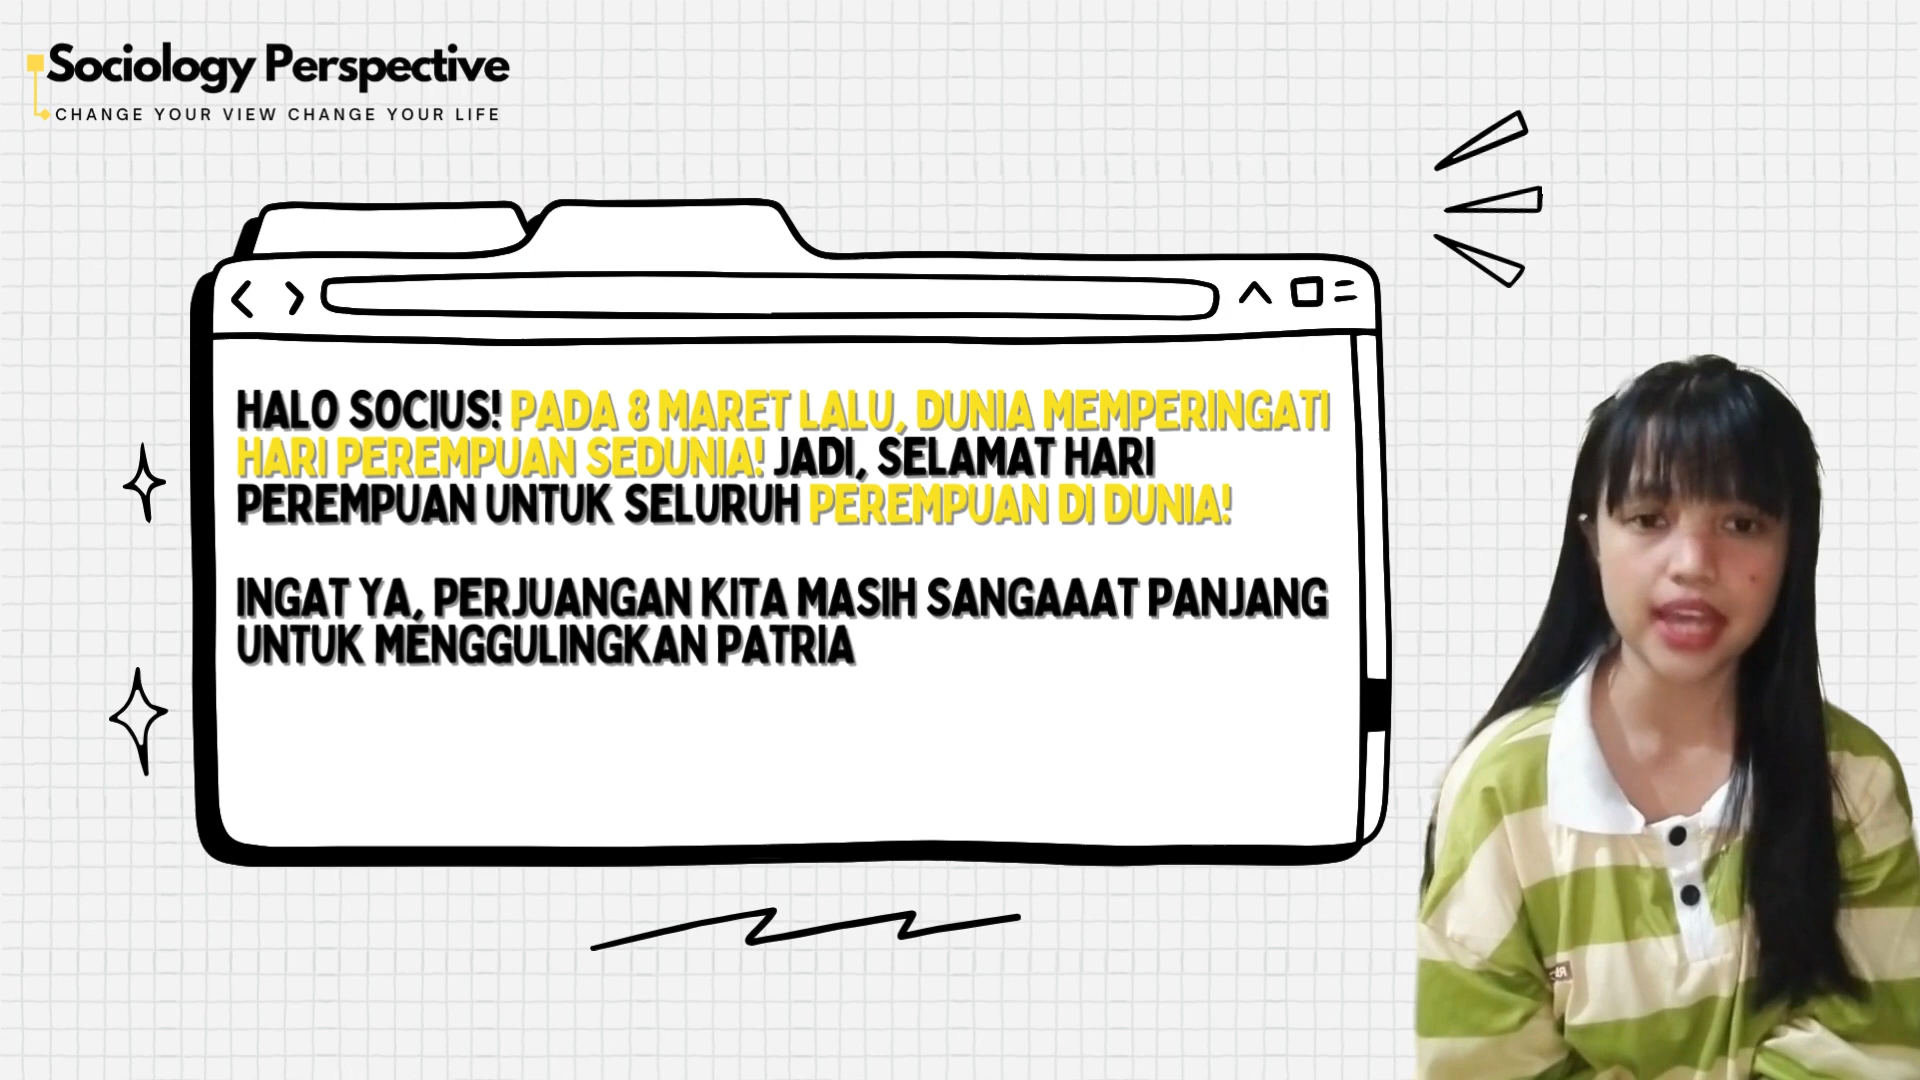 Sociology Perspective
CHANGE YOUR VIEW CHANGE YOUR LIFE
HALO SOCIUS! PADA 8 MARET LALU, DUNIA MEMPERINGATI
HARI PEREMPUAN SEDUNIA! JADI, SELAMAT HARI
PEREMPUAN UNTUK SELURUH PEREMPUAN DI DUNIA!
INGAT YA, PERJUANGAN KITA MASIH SANGAAAT PANJANG
UNTUK MENGGULINGKAN PATRIA